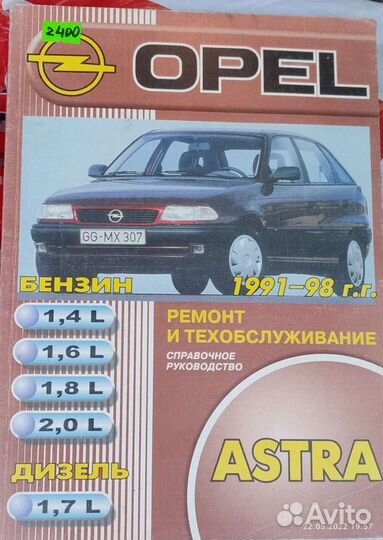 2400
OPEL
GG-MX 307
БЕНЗИН
1991-98 г.г.
1,4 L
1,6 L
1,8 L
2,0 L
РЕМОНТ
И ТЕХОБСЛУЖИВАНИЕ
СПРАВОЧНОЕ
РУКОВОДСТВО
ДИЗЕЛЬ
1,7 L
ASTRA
Avito
22.05.2022 19:57